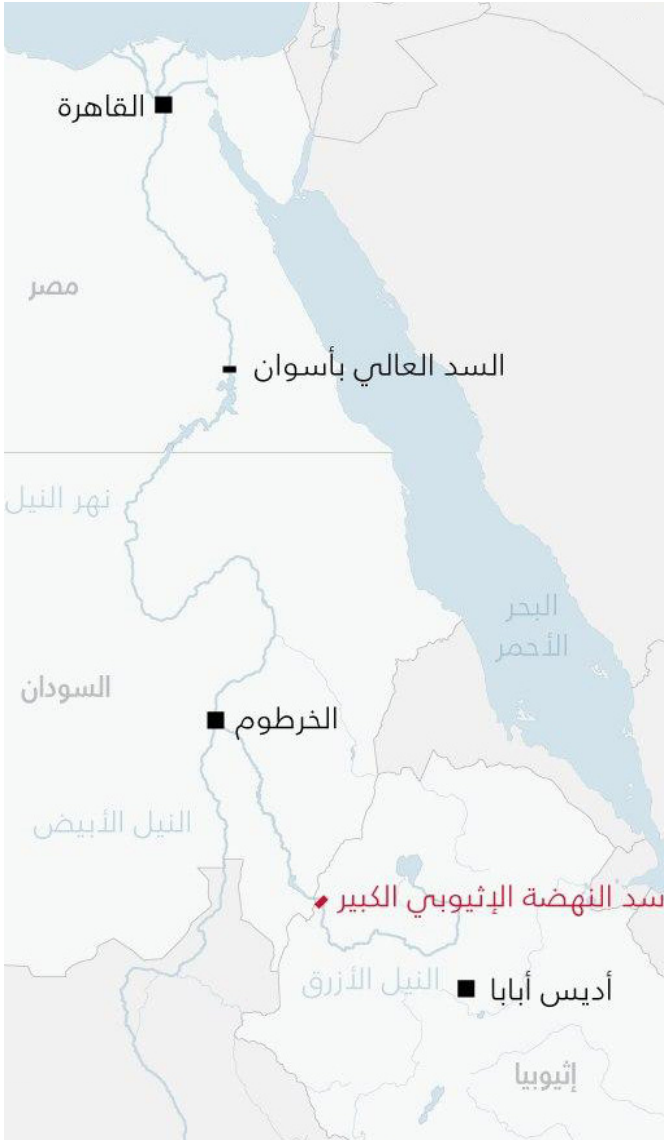 القاهرة
مصر
السد العالي بأسوان
نهر النيل
البحر
الأحمر
السودان
الخرطوم
النيل الأبيض
سد النهضة الإثيوبي الكبير
النيل الأزرق
أديس أبابا
إثيوبيا